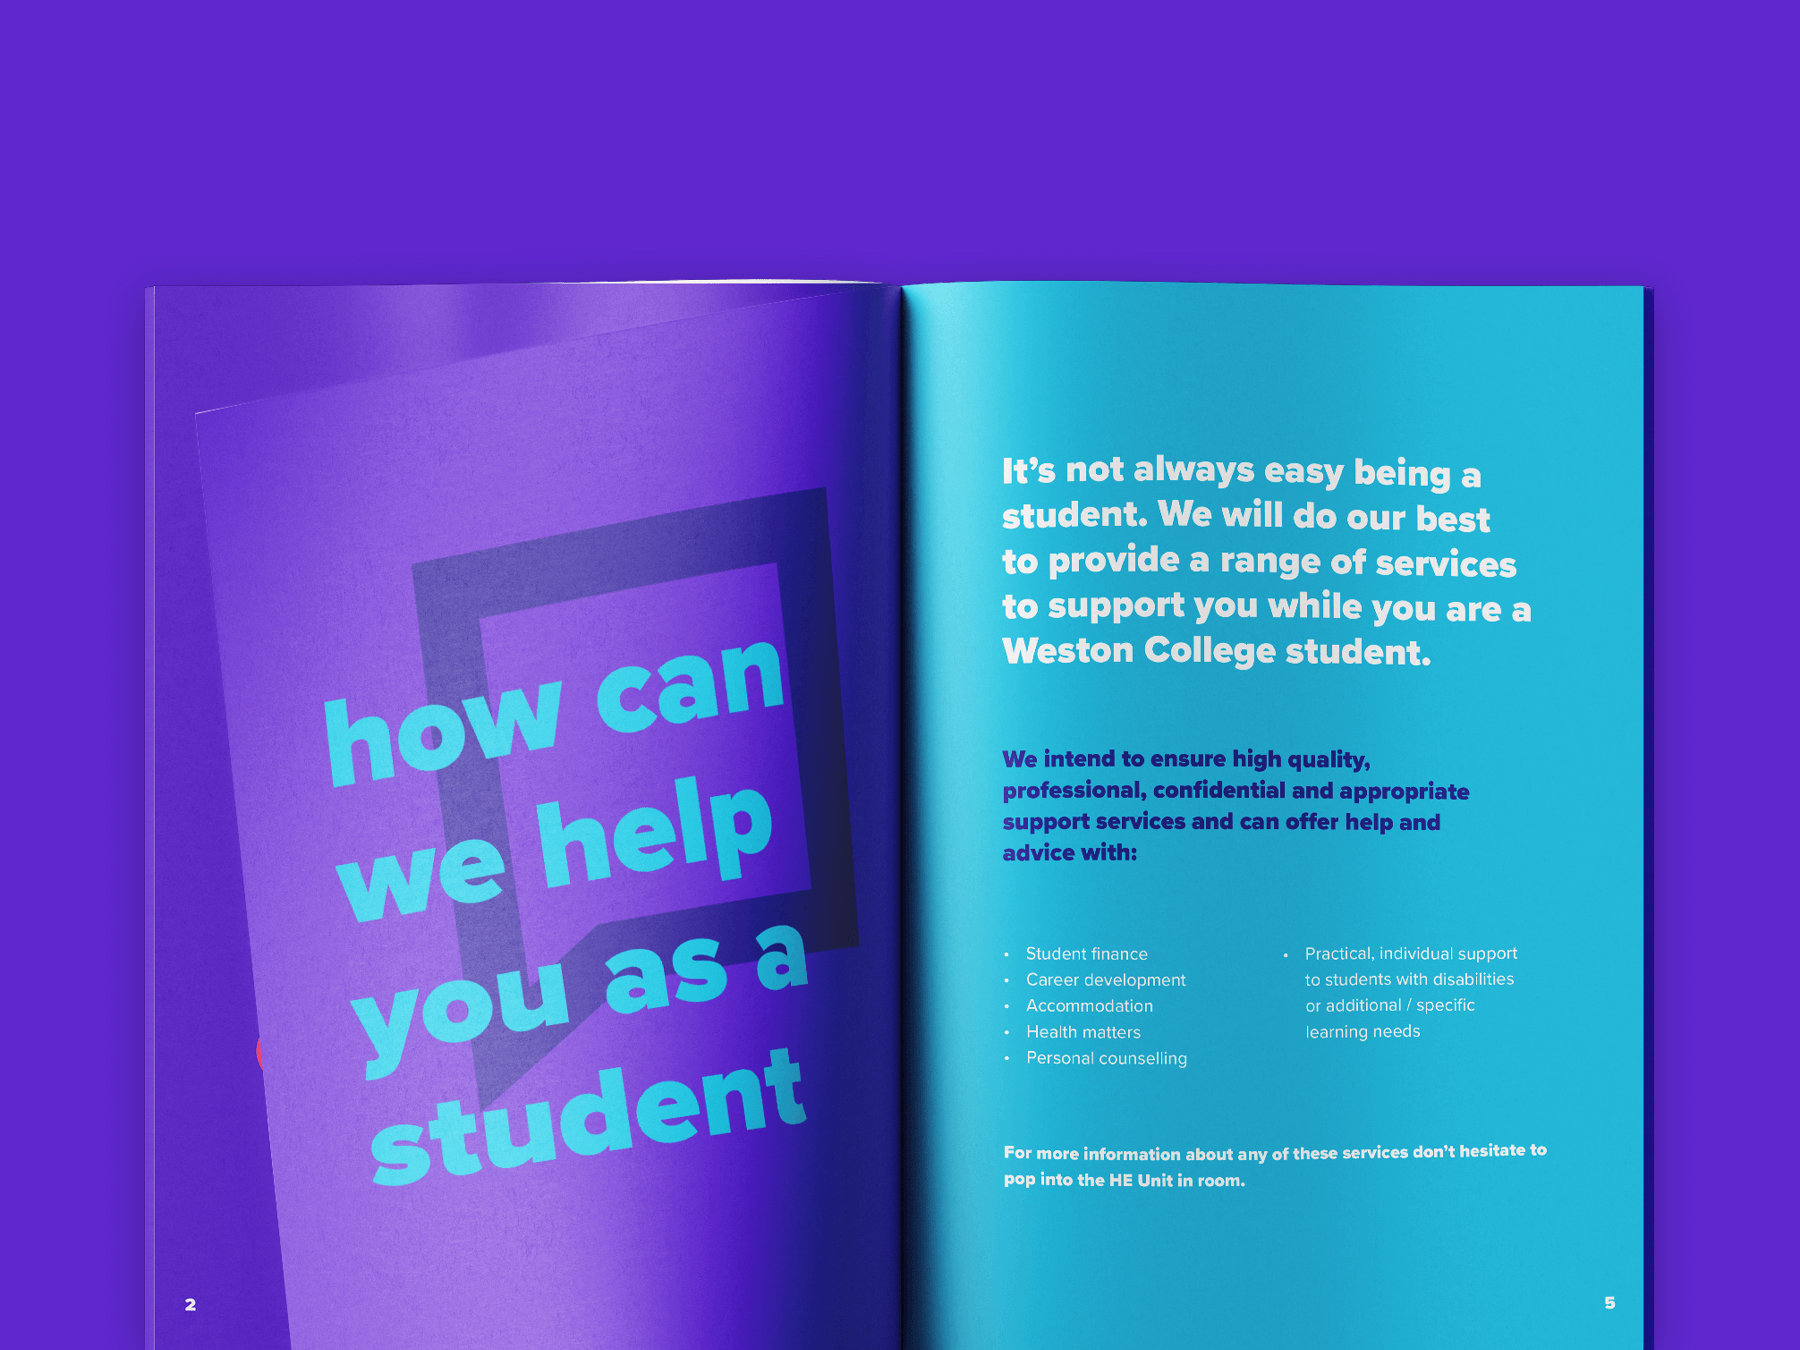 how can
we help
you as a
student
2
It's not always easy being a
student. We will do our best
to provide a range of services
to support you while you are a
Weston College student.
We intend to ensure high quality,
professional, confidential and appropriate
support services and can offer help and
advice with:
• Student finance
• Career development
• Accommodation
• Health matters
• Personal counselling
• Practical, individual support
to students with disabilities
or additional / specific
learning needs
For more information about any of these services don't hesitate to
pop into the HE Unit in room.
5